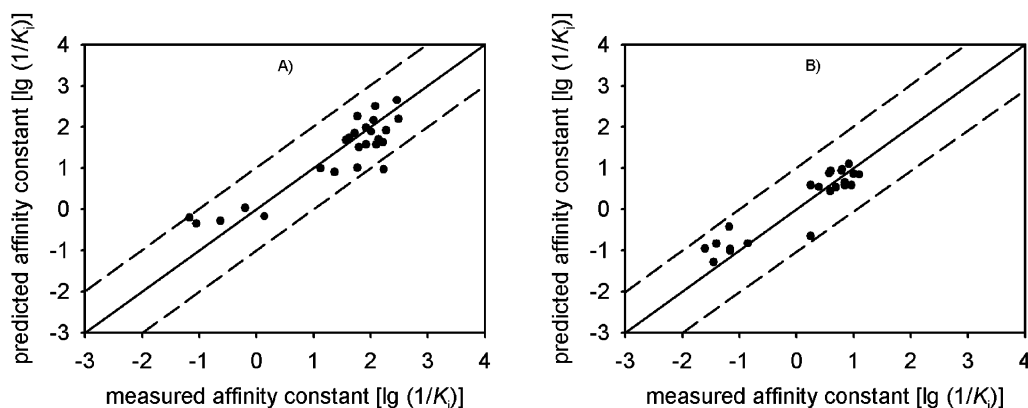 predicted affinity constant [lg (1/Ki)]
4
3
2
1
0
-1
-2
-3
A)
-3 -2 -1 0 1 2 3 4
measured affinity constant [lg (1/Ki)]
predicted affinity constant [lg (1/Ki)]
4
3
2
1
0
-1
-2
-3
B)
-3 -2 -1 0 1 2 3 4
measured affinity constant [lg (1/Ki)]